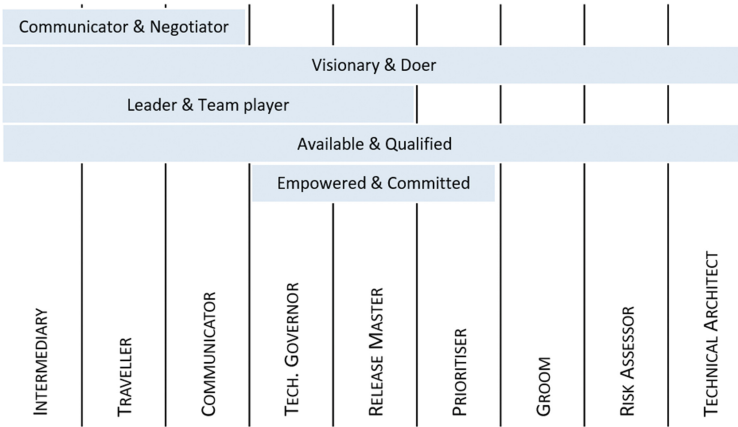 Communicator & Negotiator
Visionary & Doer
Leader & Team player
Available & Qualified
Empowered & Committed
INTERMEDIARY
TRAVELLER
COMMUNICATOR
TECH. GOVERNOR
RELEASE MASTER
PRIORITISER
GROOM
RISK ASSESSOR
TECHNICAL ARCHITECT